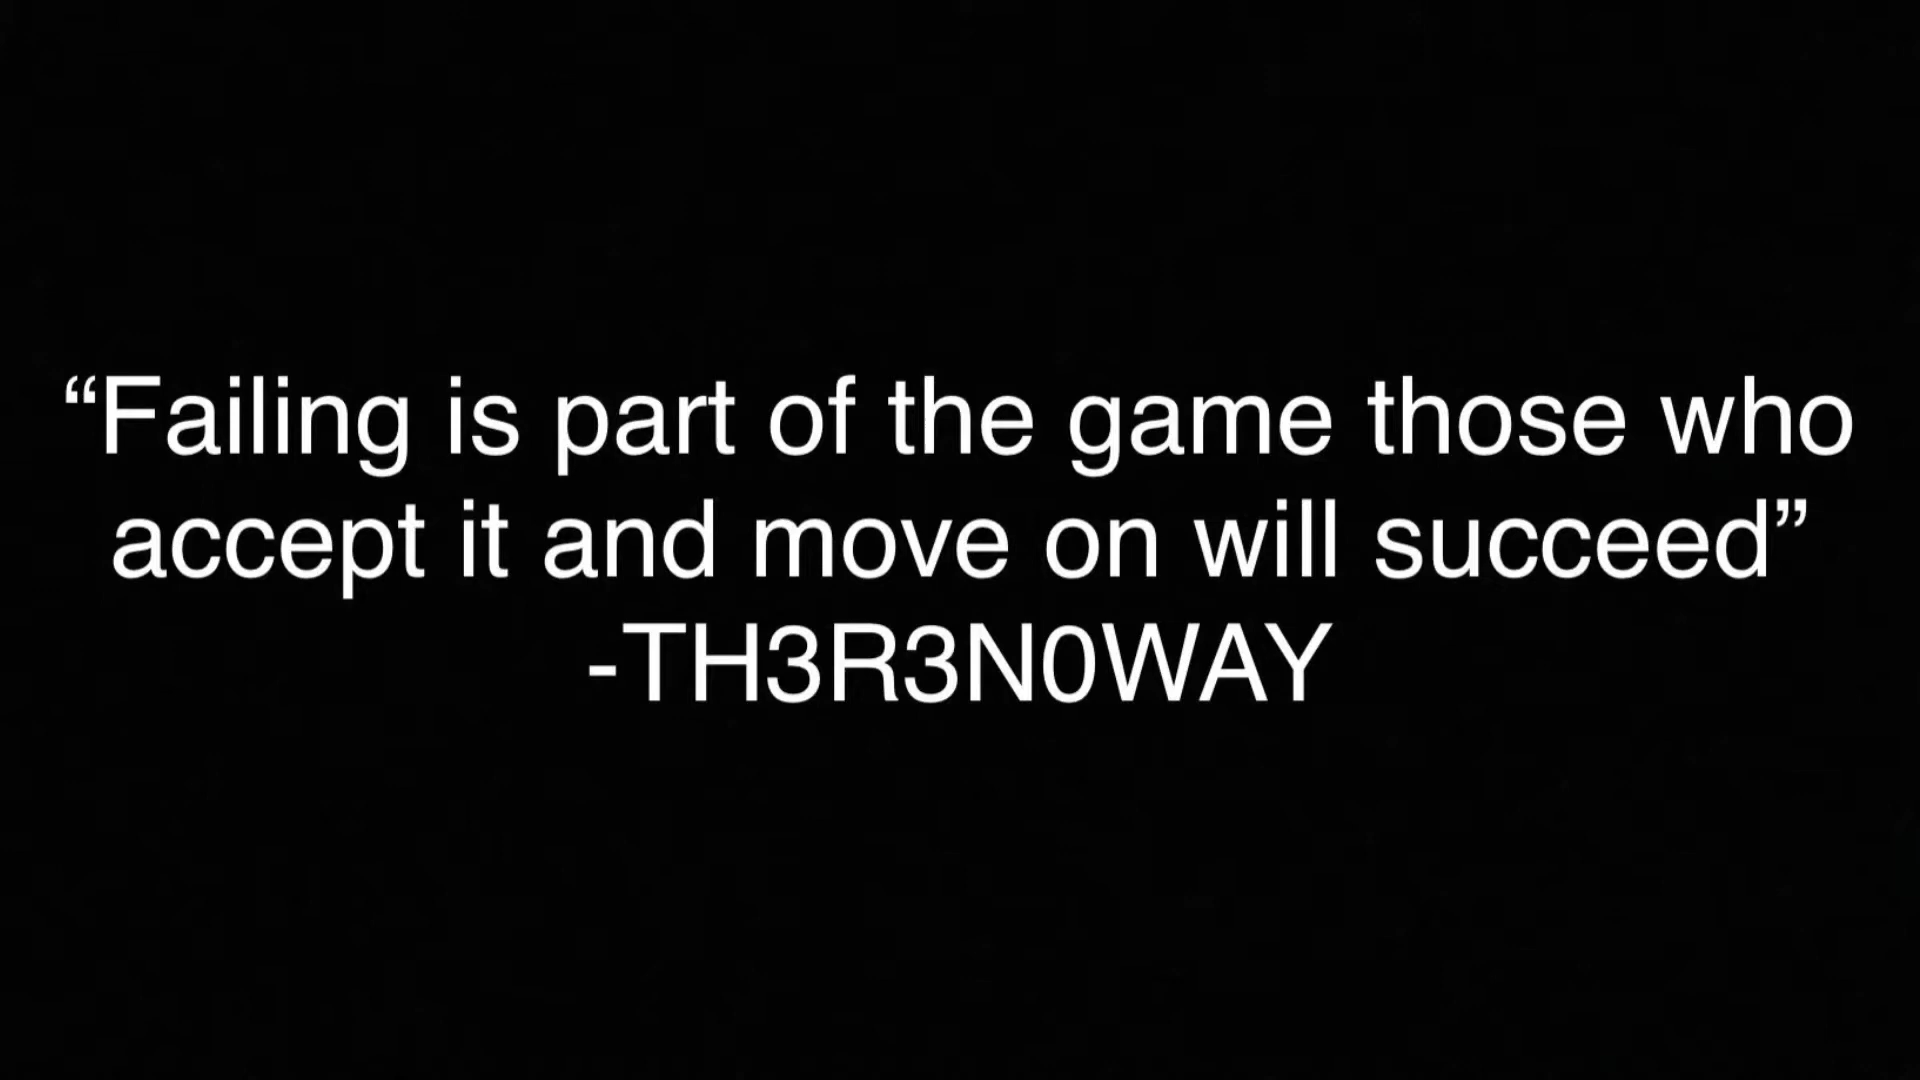 “Failing is part of the game those who
accept it and move on will succeed”
-TH3R3N0WAY